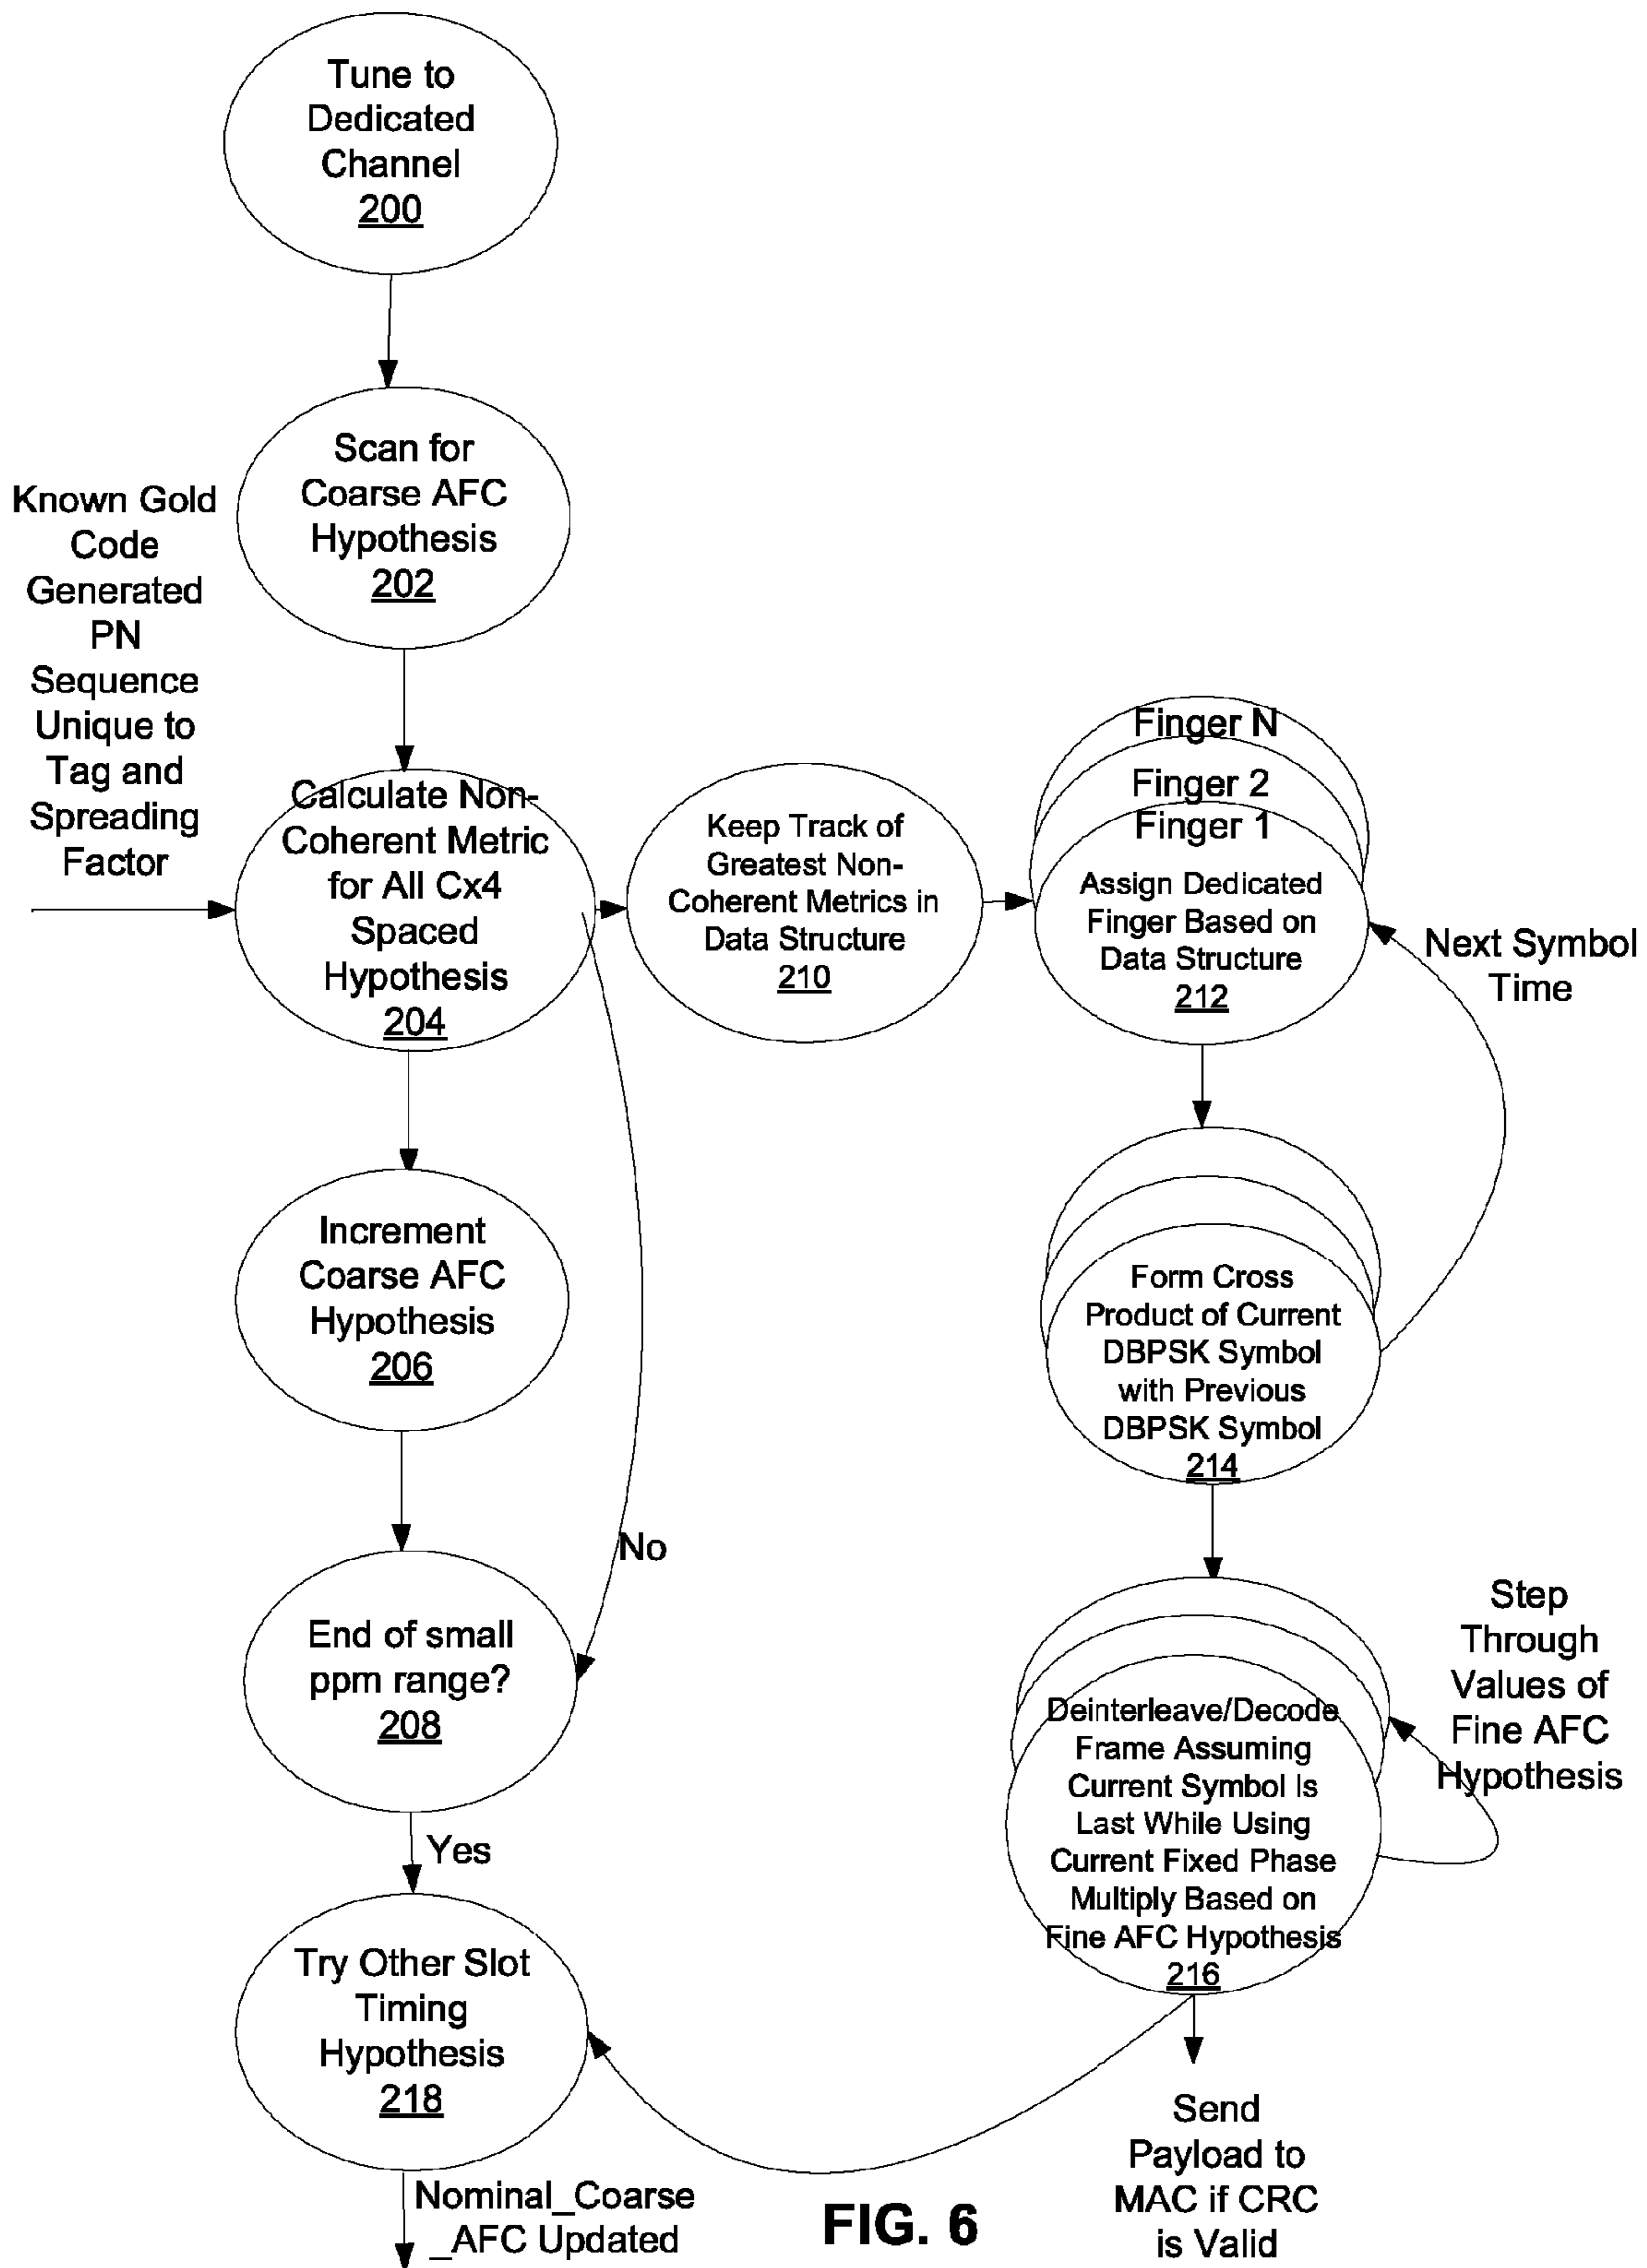 Tune to
Dedicated
Channel
200
Scan for
Coarse AFC
Hypothesis
202
Known Gold
Code
Generated
PN
Sequence
Unique to
Tag and
Spreading
Factor
Calculate Non-
Coherent Metric
for All Cx4
Spaced
Hypothesis
204
Keep Track of
Greatest Non-
Coherent Metrics in
Data Structure
210
Finger N
Finger 2
Finger 1
Assign Dedicated
Finger Based on
Data Structure
212
Next Symbol
Time
Increment
Coarse AFC
Hypothesis
206
Form Cross
Product of Current
DBPSK Symbol
with Previous
DBPSK Symbol
214
No
End of small
ppm range?
208
Yes
Step
Through
Values of
Fine AFC
Hypothesis
Deinterleave/Decode
Frame Assuming
Current Symbol Is
Last While Using
Current Fixed Phase
Multiply Based on
Fine AFC Hypothesis
216
Try Other Slot
Timing
Hypothesis
218
Nominal_Coarse
_AFC Updated
Send
Payload to
MAC if CRC
is Valid
FIG. 6